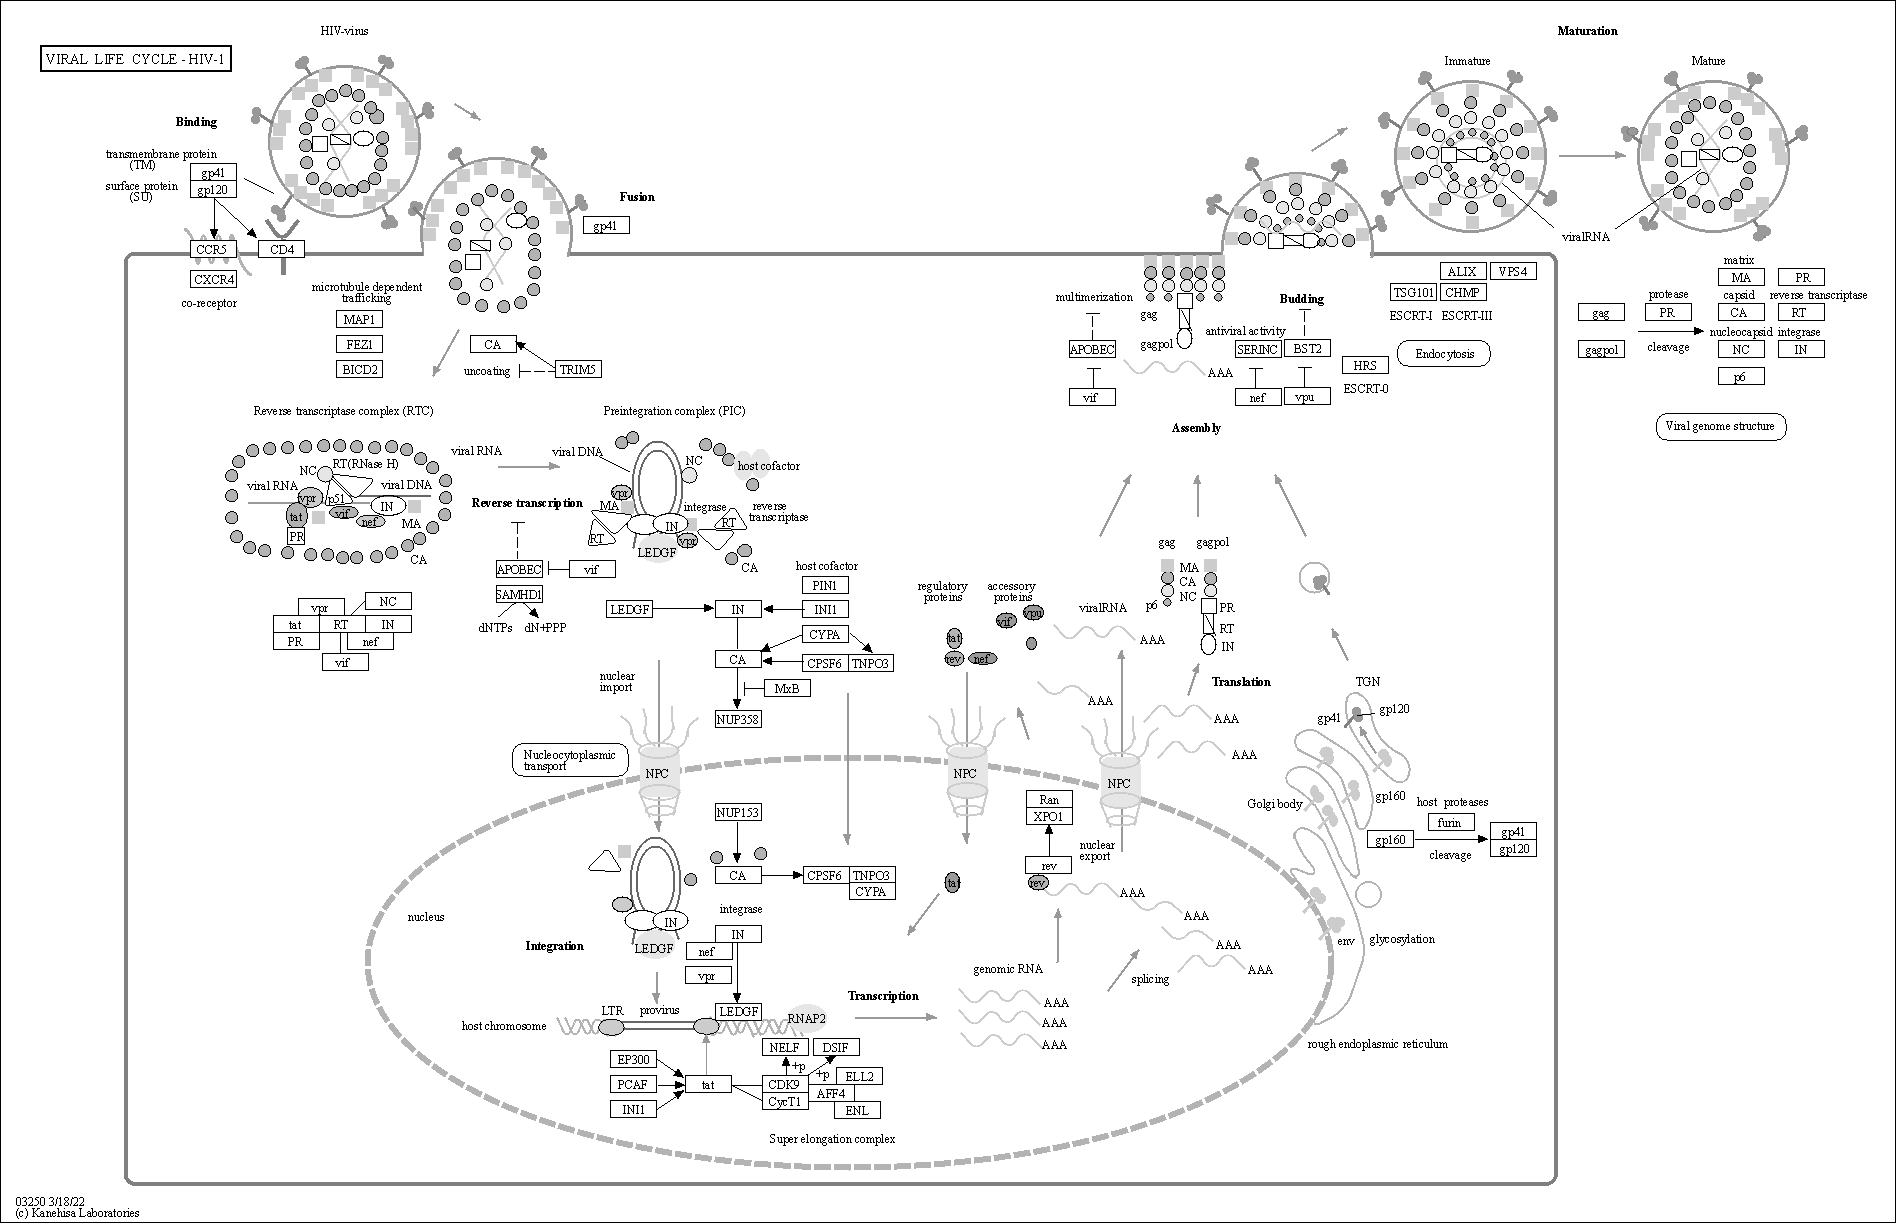 VIRAL LIFE CYCLE - HIV-1
HIV-virus
Binding
transmembrane protein
(TM)
gp41
surface protein
(SU)
gp120
CCR5
CD4
CXCR4
co-receptor
Fusion
gp41
microtubule dependent
trafficking
MAP1
FEZ1
BICD2
CA
uncoating
TRIM5
Reverse transcriptase complex (RTC)
NC
RT(RNase H)
viral RNA
viral DNA
vpr
p51
IN
tat
vif
nef
MA
PR
CA
vpr
NC
tat
RT
IN
PR
nef
vif
viral RNA
Reverse transcription
APOBEC
vif
SAMHD1
dNTPs
dN+PPP
Preintegration complex (PIC)
viral DNA
NC
host cofactor
vpr
MA
integrase
reverse
transcriptase
IN
RT
RT
vpr
LEDGF
CA
host cofactor
PIN1
LEDGF
IN
INI1
CYPA
CA
CPSF6
TNPO3
MxB
NUP358
nuclear
import
Nucleocytoplasmic
transport
NPC
NPC
NPC
NUP153
CA
CPSF6
TNPO3
CYPA
nucleus
Integration
IN
LEDGF
integrase
IN
nef
vpr
LEDGF
LTR
provirus
host chromosome
RNAP2
Transcription
EP300
PCAF
INI1
tat
NELF
DSIF
+p
+p
CDK9
CycT1
ELL2
AFF4
ENL
Super elongation complex
regulatory
proteins
accessory
proteins
tat
rev
nef
vif
vpu
viralRNA
AAA
AAA
AAA
AAA
Ran
XPO1
rev
nuclear
export
rev
tat
AAA
AAA
AAA
AAA
genomic RNA
AAA
AAA
AAA
splicing
Translation
gag
gagpol
MA
CA
NC
p6
PR
RT
IN
TGN
gp41
gp120
gp160
Golgi body
host proteases
furin
gp160
gp41
gp120
cleavage
env
glycosylation
rough endoplasmic reticulum
Assembly
multimerization
gag
gagpol
APOBEC
vif
AAA
Budding
antiviral activity
SERINC
BST2
nef
vpu
HRS
ESCRT-0
ALIX
VPS4
TSG101
CHMP
ESCRT-I
ESCRT-III
Endocytosis
Maturation
Immature
Mature
viralRNA
gag
gagpol
protease
PR
cleavage
matrix
MA
PR
capsid
reverse transcriptase
CA
RT
nucleocapsid
integrase
NC
IN
p6
Viral genome structure
03250 3/18/22
(c) Kanehisa Laboratories